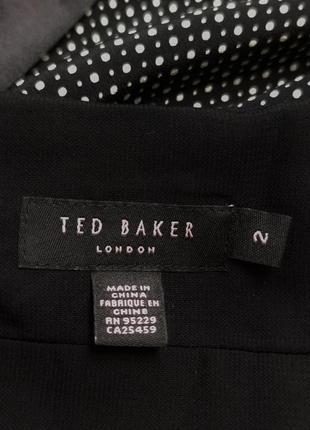 TED BAKER
LONDON
2
MADE IN
CHINA
FABRIQUE EN
CHINE
RN 95229
CA25459